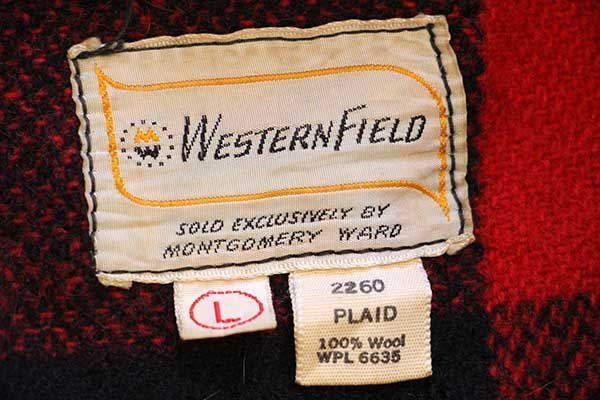 M
W
WESTERNFIELD
SOLD EXCLUSIVELY BY
MONTGOMERY WARD
L
2260
PLAID
100% Wool
WPL 6635